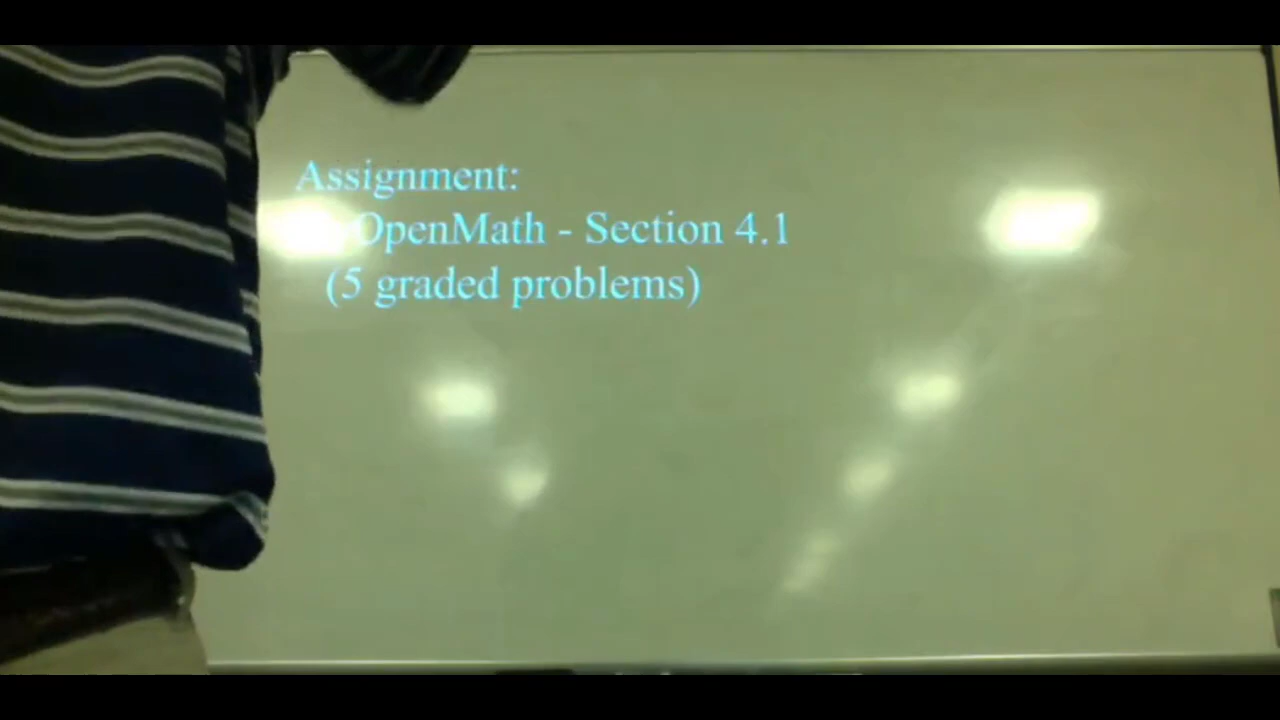 Assignment:
OpenMath - Section 4.1
(5 graded problems)